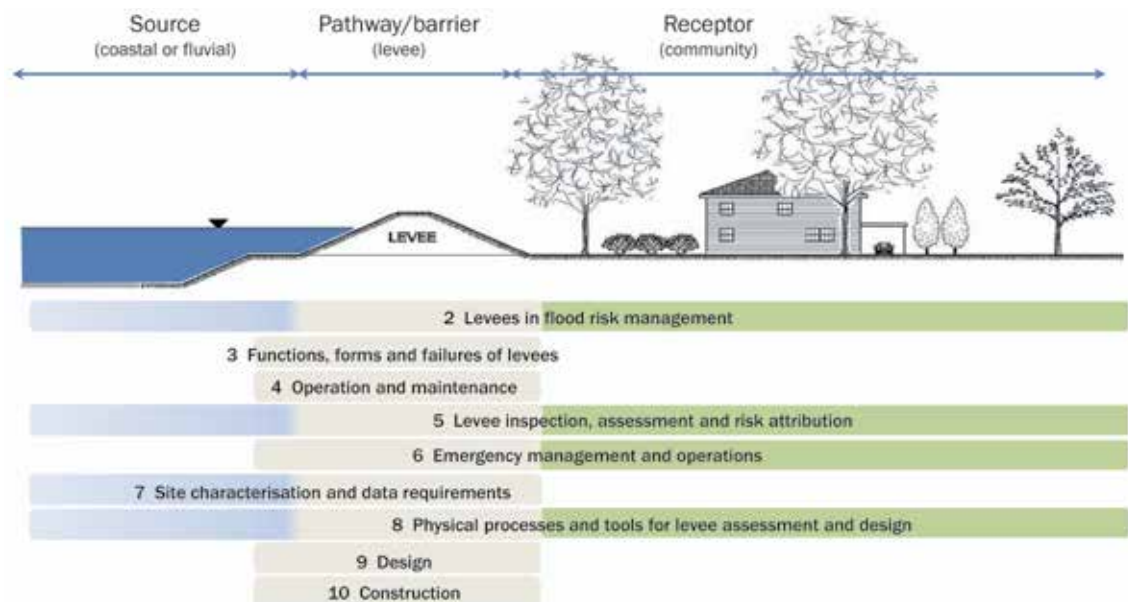 Source
(coastal or fluvial)
Pathway/barrier
(levee)
Receptor
(community)
LEVEE
2 Levees in flood risk management
3 Functions, forms and failures of levees
4 Operation and maintenance
5 Levee inspection, assessment and risk attribution
6 Emergency management and operations
7 Site characterisation and data requirements
8 Physical processes and tools for levee assessment and design
9 Design
10 Construction